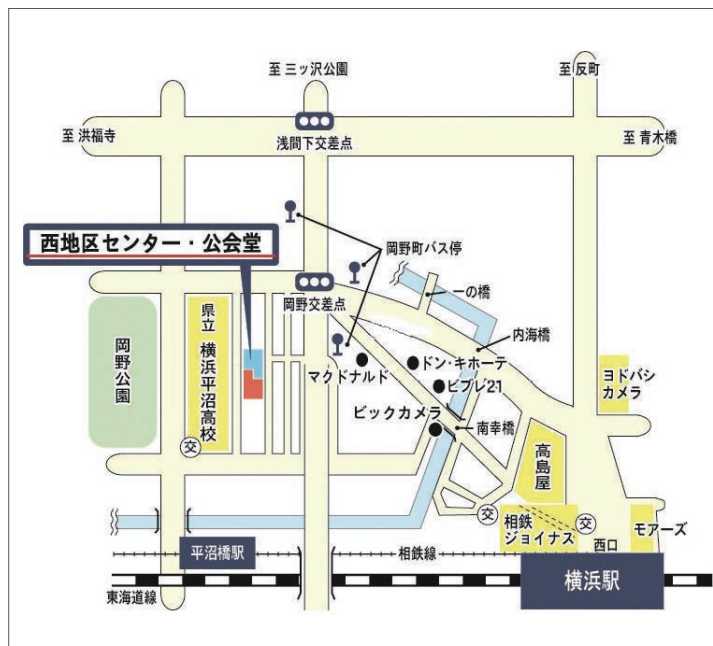 至 三ッ沢公園
至 反町
至 洪福寺
浅間下交差点
至 青木橋
西地区センター・公会堂
岡野町バス停
一の橋
岡野交差点
内海橋
岡野公園
県立 横浜平沼高校
マクドナルド
ドン・キホーテ
ビブレ21
ヨドバシ
カメラ
ビックカメラ
南幸橋
高島屋
交
交
交
相鉄
ジョイナス
モアーズ
西口
平沼橋駅
相鉄線
横浜駅
東海道線